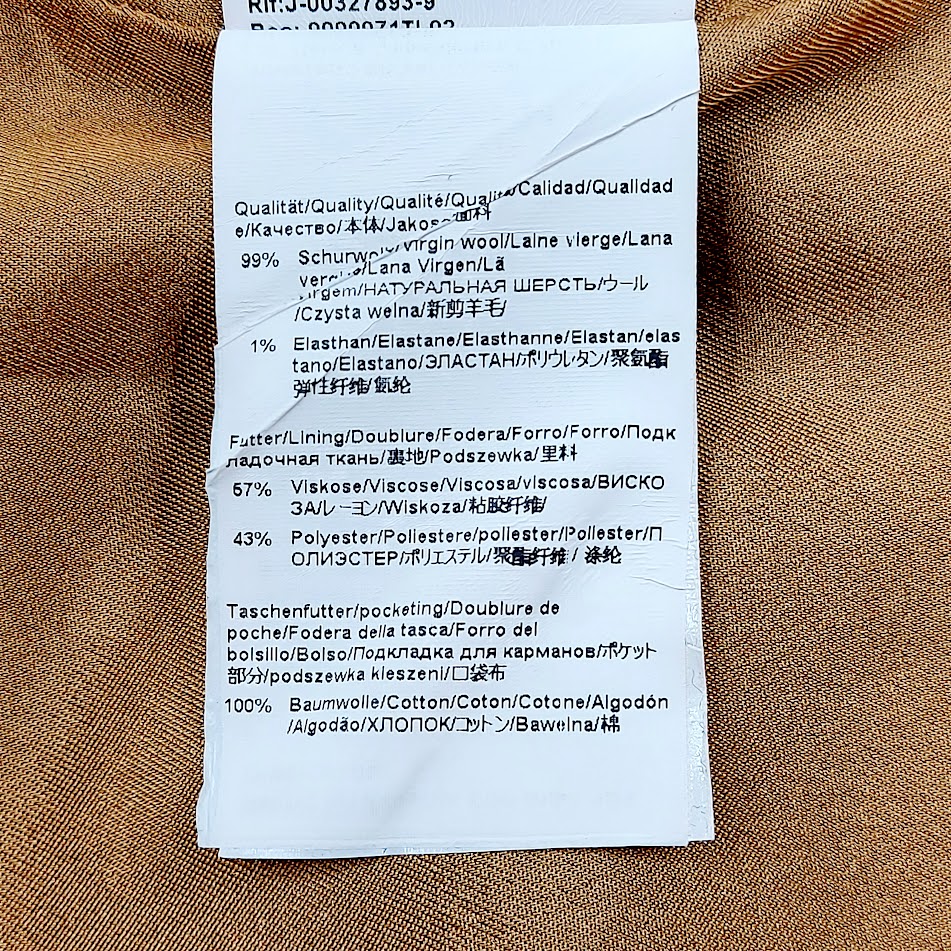 Rif:J-00327893-9
Qualität/Quality/Qualité/Qualità/Calidad/Qualidad
e/Качество/本体/Jakość/面料
99% Schurwolle/Virgin wool/Laine vierge/Lana
vergine/Lana Virgen/Lã
virgem/НАТУРАЛЬНАЯ ШЕРСТЬ/ウール
/Czysta welna/新剪羊毛/
1% Elasthan/Elastane/Elasthanne/Elastan/elas
tano/Elastano/ЭЛАСТАН/ポリウレタン/聚氨酯
弹性纤维/氨纶
Futter/Lining/Doublure/Fodera/Forro/Forro/Подк
ладочная ткань/裏地/Podszewka/里料
57% Viskose/Viscose/Viscosa/viscosa/ВИСКО
ЗА/レーヨン/Wiskoza/粘胶纤维/
43% Polyester/Poliestere/poliester/Poliester/П
ОЛИЭСТЕР/ポリエステル/聚酯纤维 / 涤纶
Taschenfutter/pocketing/Doublure de
poche/Fodera della tasca/Forro del
bolsillo/Bolso/Подкладка для карманов/ポケット
部分/podszewka kieszeni/口袋布
100% Baumwolle/Cotton/Coton/Cotone/Algodón
/Algodão/ХЛОПОК/コットン/Bawelna/棉